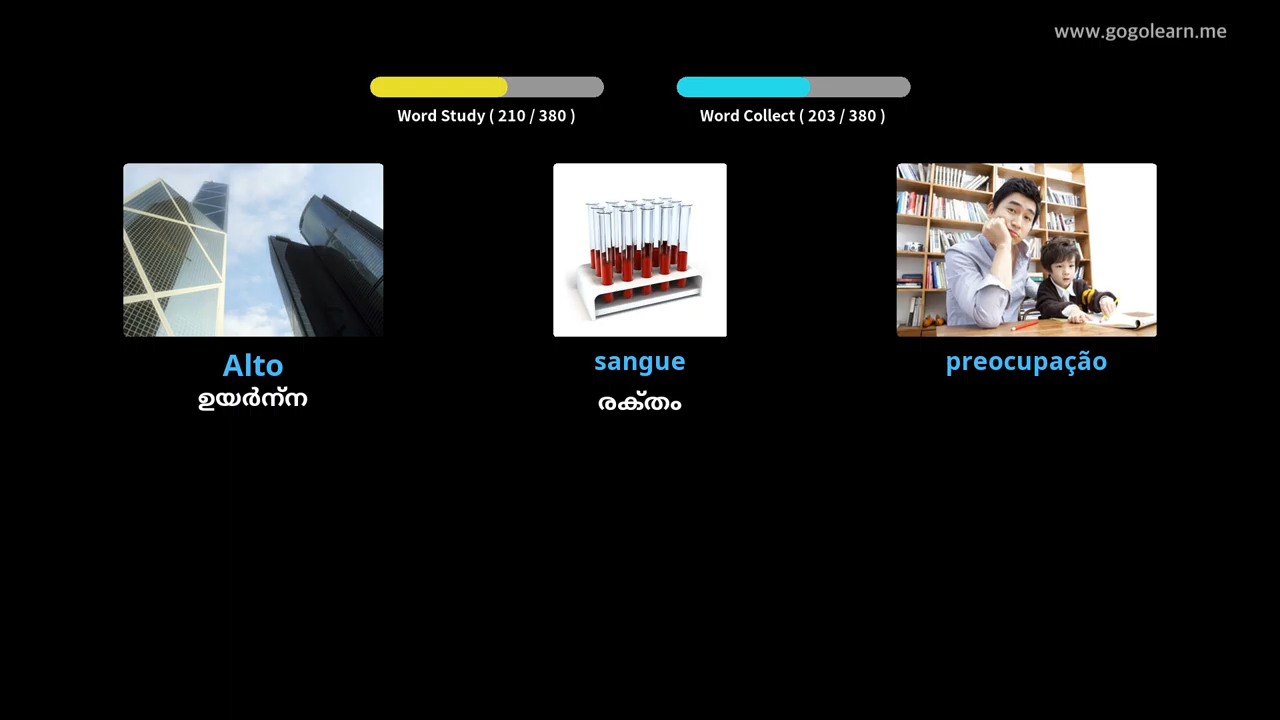 www.gogolearn.me
Word Study ( 210 / 380 )
Word Collect ( 203 / 380 )
Alto
ഉയർന്ന
sangue
രക്തം
preocupação